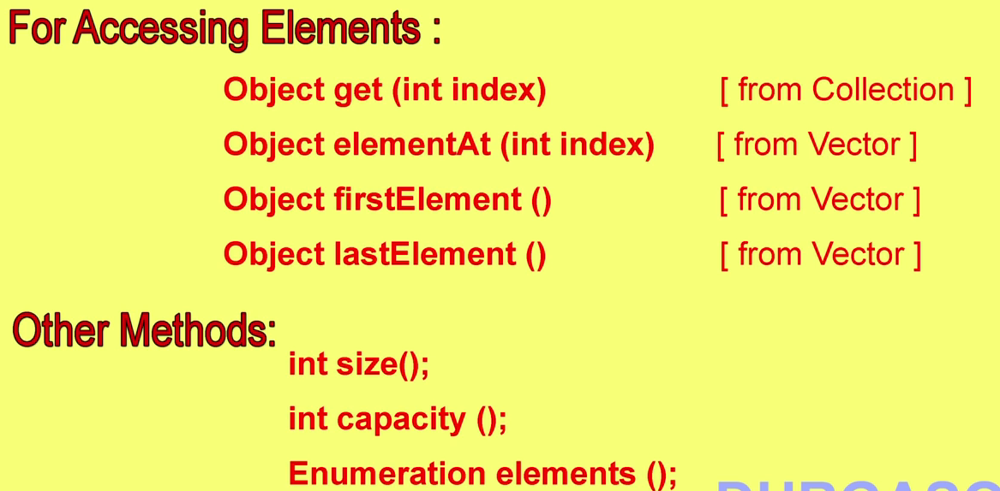 For Accessing Elements :
Object get (int index) [ from Collection ]
Object elementAt (int index) [ from Vector ]
Object firstElement () [ from Vector ]
Object lastElement () [ from Vector ]
Other Methods:
int size();
int capacity ();
Enumeration elements ();